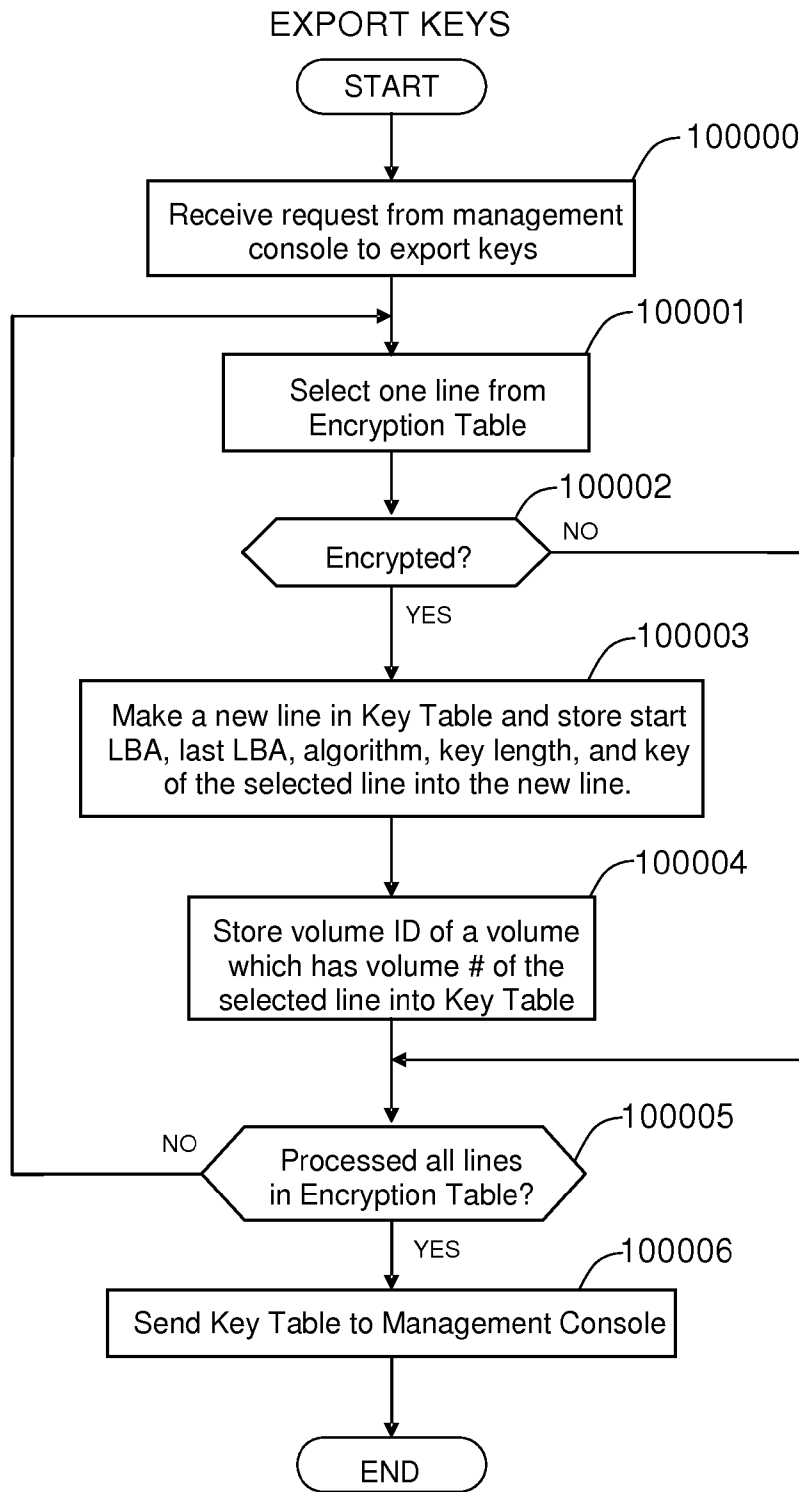 EXPORT KEYS
START
100000
Receive request from management
console to export keys
100001
Select one line from
Encryption Table
100002
Encrypted?
NO
YES
100003
Make a new line in Key Table and store start
LBA, last LBA, algorithm, key length, and key
of the selected line into the new line.
100004
Store volume ID of a volume
which has volume # of the
selected line into Key Table
100005
NO
Processed all lines
in Encryption Table?
YES
100006
Send Key Table to Management Console
END